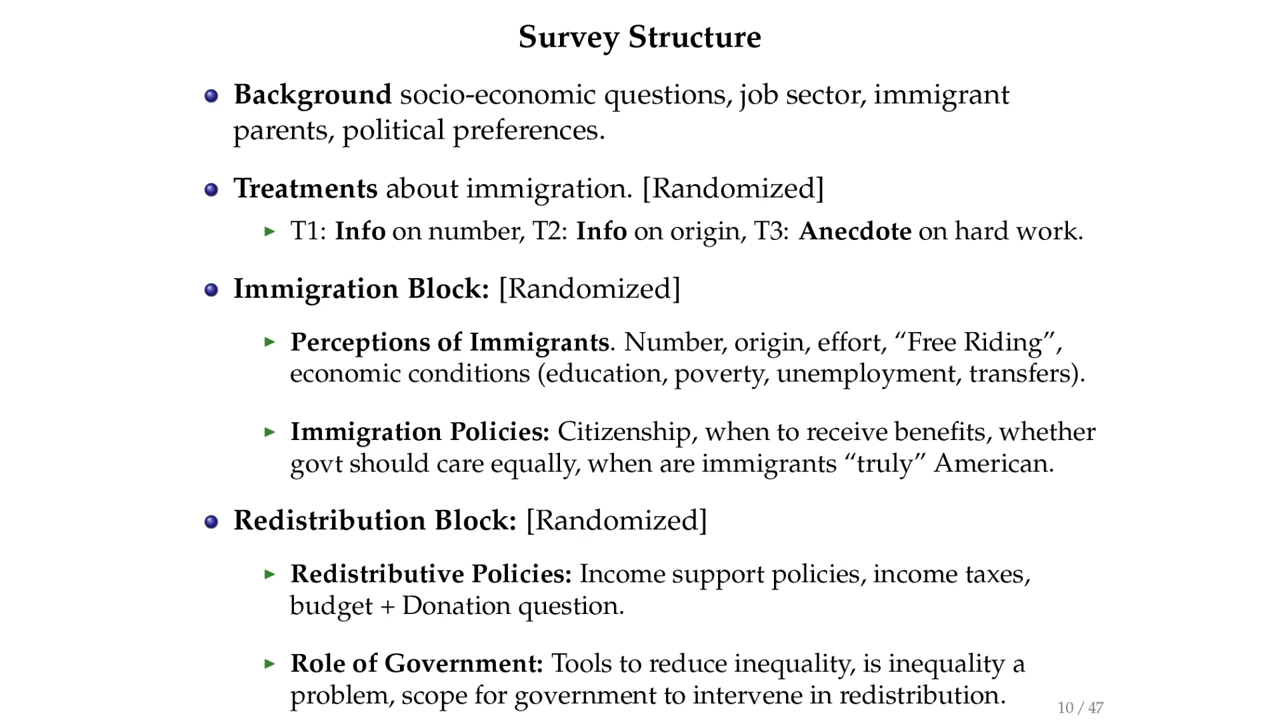 Survey Structure
Background socio-economic questions, job sector, immigrant
parents, political preferences.
Treatments about immigration. [Randomized]
T1: Info on number, T2: Info on origin, T3: Anecdote on hard work.
Immigration Block: [Randomized]
Perceptions of Immigrants. Number, origin, effort, “Free Riding”,
economic conditions (education, poverty, unemployment, transfers).
Immigration Policies: Citizenship, when to receive benefits, whether
govt should care equally, when are immigrants “truly” American.
Redistribution Block: [Randomized]
Redistributive Policies: Income support policies, income taxes,
budget + Donation question.
Role of Government: Tools to reduce inequality, is inequality a
problem, scope for government to intervene in redistribution.
10 / 47